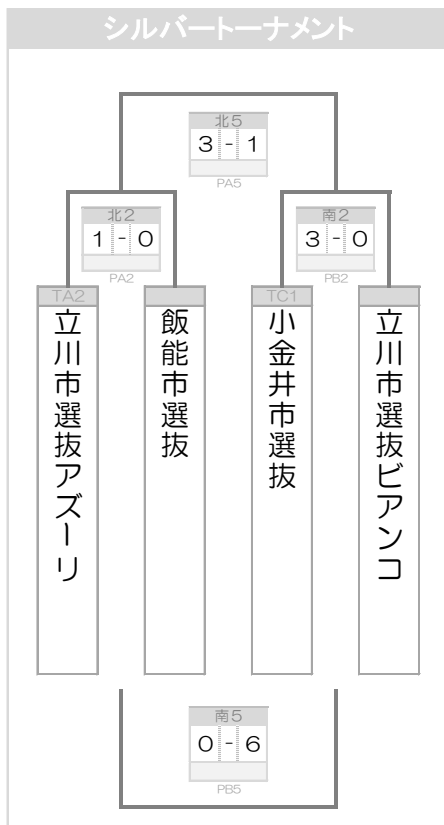 シルバートーナメント
北5
3 - 1
PA5
北2
1 - 0
PA2
南2
3 - 0
PB2
TA2
立川市選抜アズーリ
飯能市選抜
TC1
小金井市選抜
立川市選抜ビアンコ
南5
0 - 6
PB5